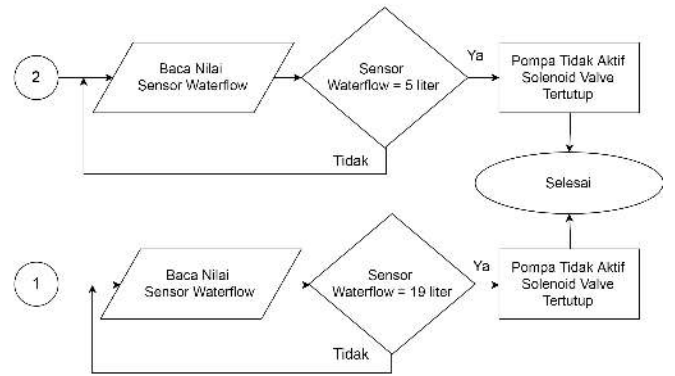 2
Baca Nilai
Sensor Waterflow
Sensor
Waterflow = 5 liter
Ya
Pompa Tidak Aktif
Solenoid Valve
Tertutup
Tidak
Selesai
1
Baca Nilai
Sensor Waterflow
Sensor
Waterflow = 19 liter
Ya
Pompa Tidak Aktif
Solenoid Valve
Tertutup
Tidak